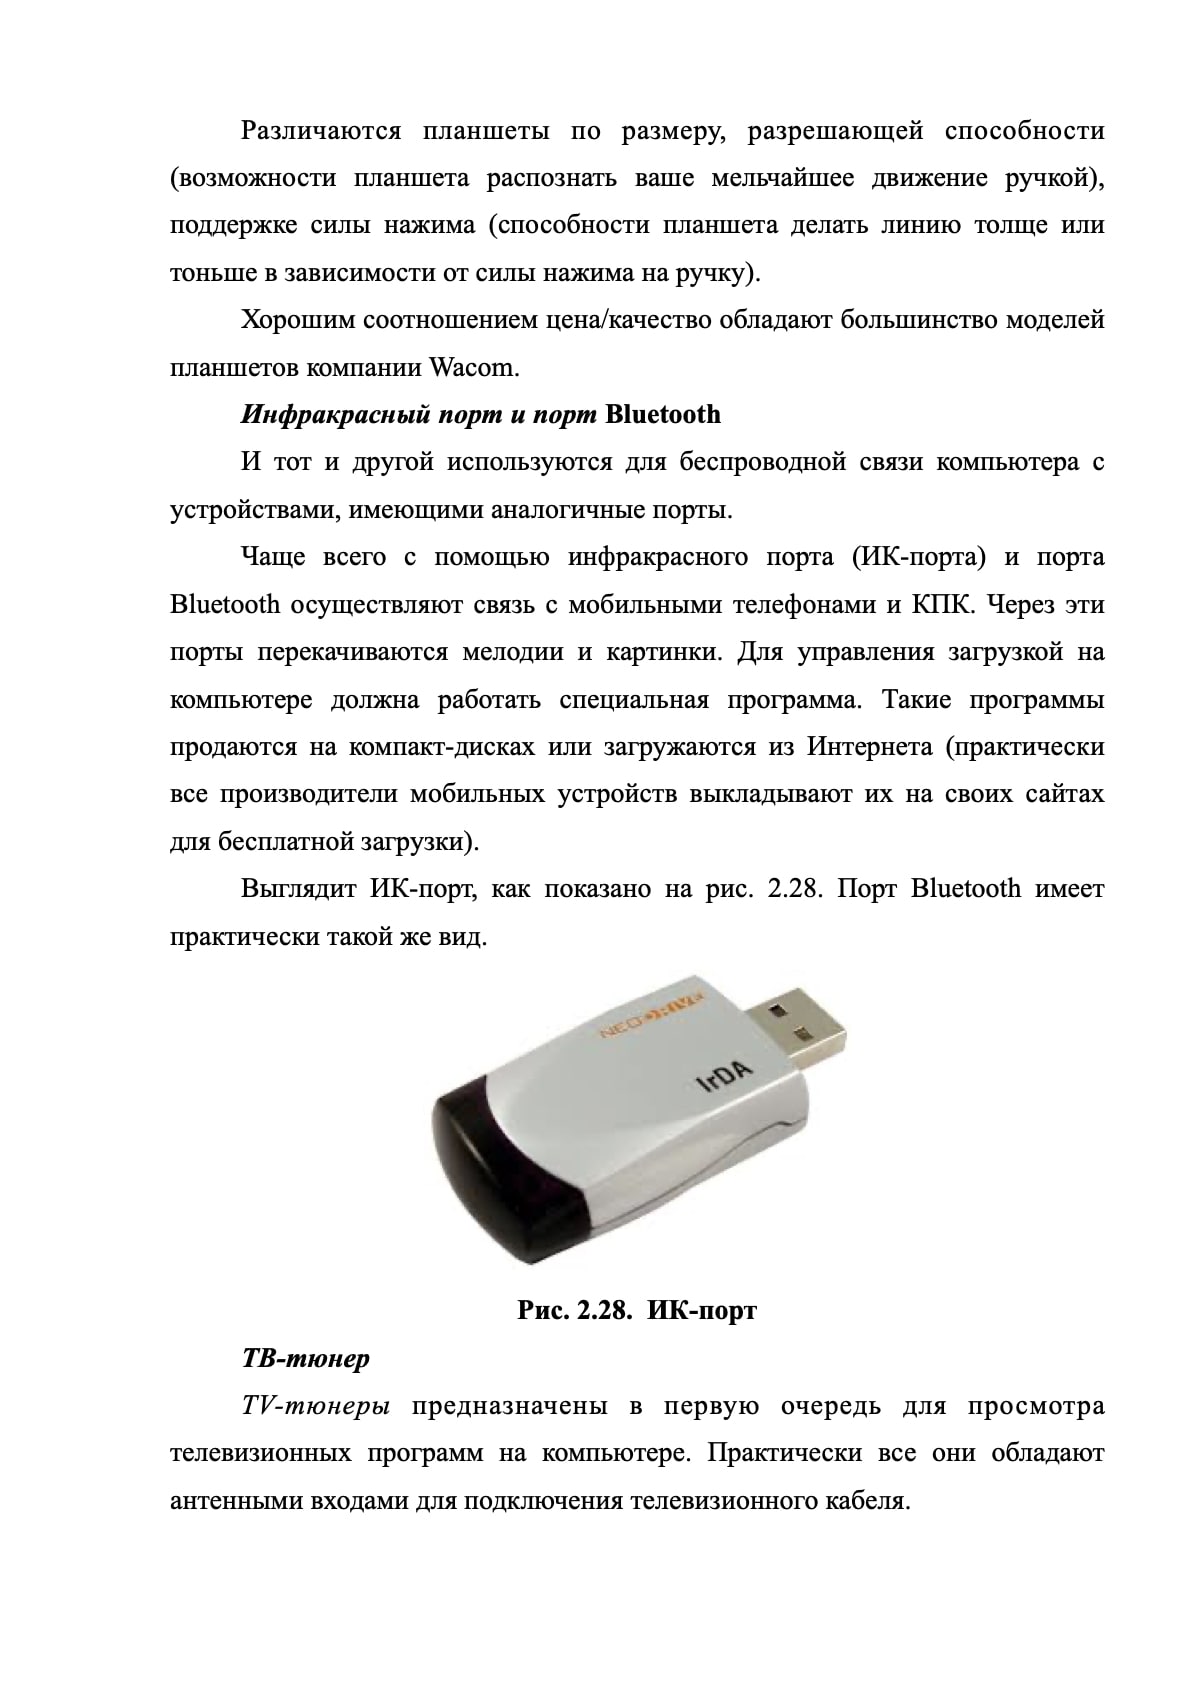 Различаются планшеты по размеру, разрешающей способности
(возможности планшета распознать ваше мельчайшее движение ручкой),
поддержке силы нажима (способности планшета делать линию толще или
тоньше в зависимости от силы нажима на ручку).
Хорошим соотношением цена/качество обладают большинство моделей
планшетов компании Wacom.
Инфракрасный порт и порт Bluetooth
И тот и другой используются для беспроводной связи компьютера с
устройствами, имеющими аналогичные порты.
Чаще всего с помощью инфракрасного порта (ИК-порта) и порта
Bluetooth осуществляют связь с мобильными телефонами и КПК. Через эти
порты перекачиваются мелодии и картинки. Для управления загрузкой на
компьютере должна работать специальная программа. Такие программы
продаются на компакт-дисках или загружаются из Интернета (практически
все производители мобильных устройств выкладывают их на своих сайтах
для бесплатной загрузки).
Выглядит ИК-порт, как показано на рис. 2.28. Порт Bluetooth имеет
практически такой же вид.
NEO
IrDA
Рис. 2.28. ИК-порт
ТВ-тюнер
TV-тюнеры предназначены в первую очередь для просмотра
телевизионных программ на компьютере. Практически все они обладают
антенными входами для подключения телевизионного кабеля.